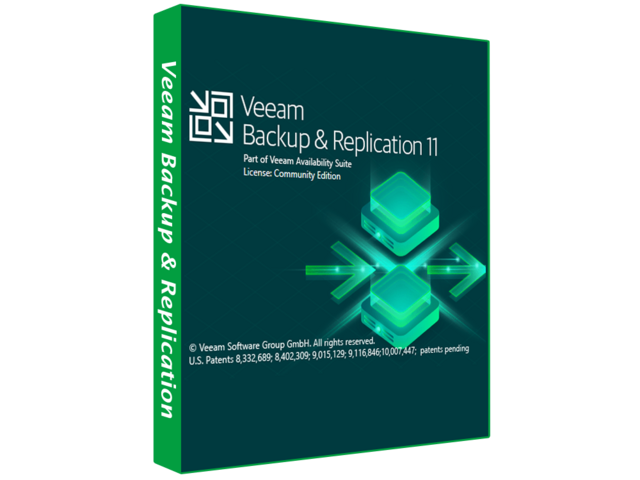 Veeam Backup & Replication
Veeam
Backup & Replication 11
Part of Veeam Availability Suite
License: Community Edition
© Veeam Software Group GmbH. All rights reserved.
U.S. Patents 8,332,689; 8,402,309; 9,015,129; 9,116,846;10,007,447;  patents pending